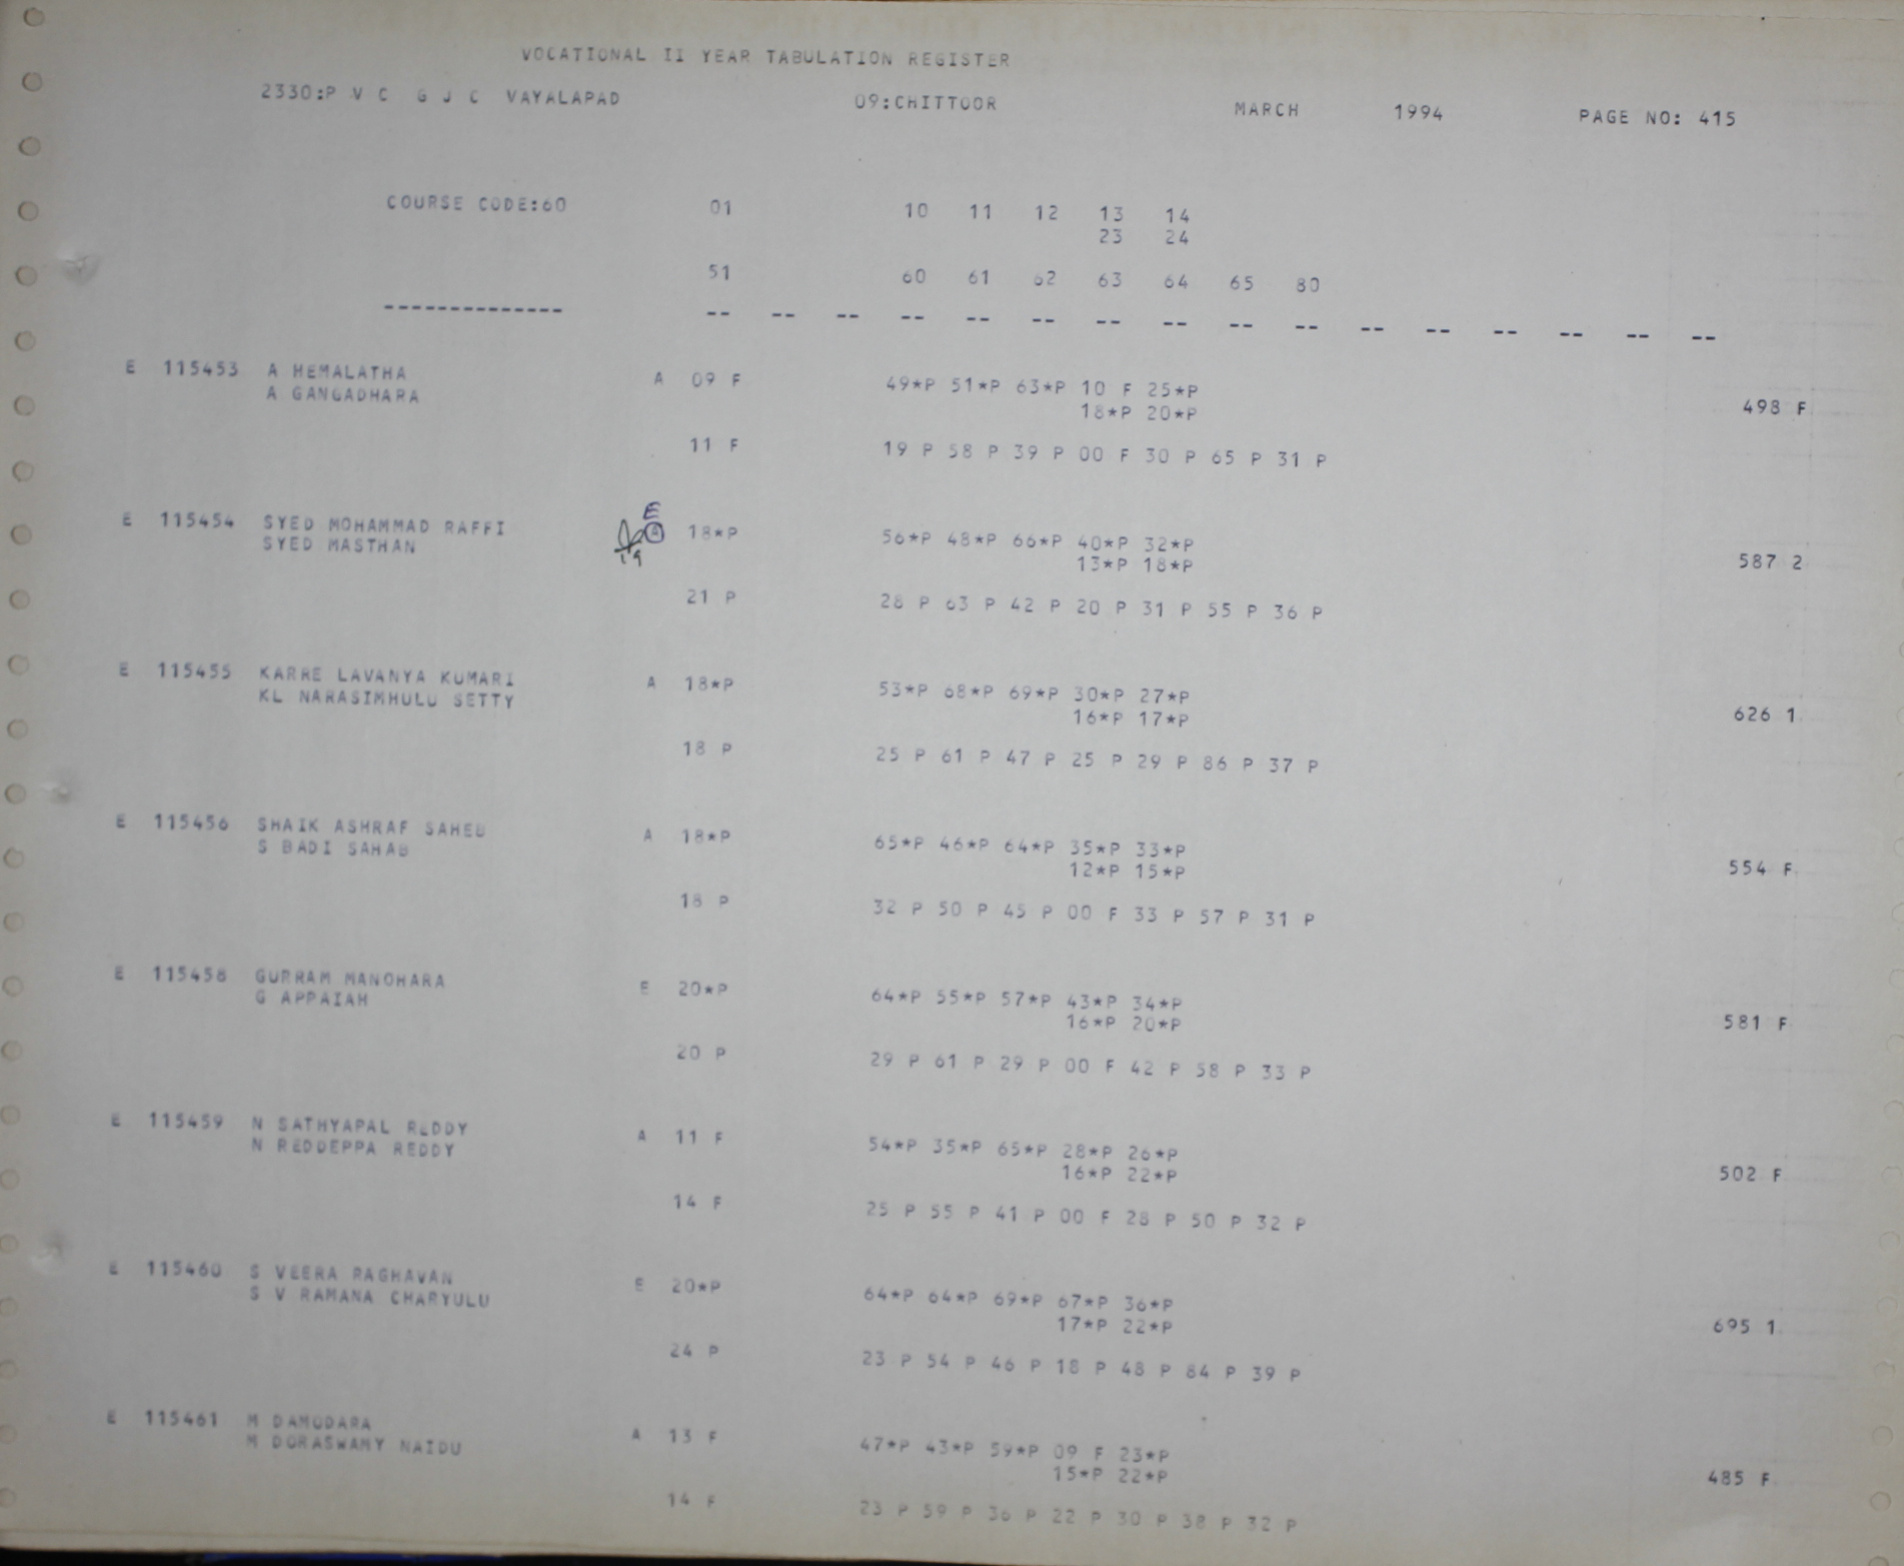 VOCATIONAL II YEAR TABULATION REGISTER
2330:P V C G J C VAYALAPAD 09:CHITTOOR MARCH 1994 PAGE NO: 415
COURSE CODE:60 01 10 11 12 13 14
23 24
51 60 61 62 63 64 65 80
-------------- -- -- -- -- -- -- -- -- -- -- -- -- -- -- -- --
E 115453 A HEMALATHA A 09 F 49*P 51*P 63*P 10 F 25*P
A GANGADHARA 18*P 20*P 498 F
11 F 19 P 58 P 39 P 00 F 30 P 65 P 31 P
E
E 115454 SYED MOHAMMAD RAFFI A 18*P 56*P 48*P 66*P 40*P 32*P
SYED MASTHAN 13*P 18*P 587 2
21 P 28 P 63 P 42 P 20 P 31 P 55 P 36 P
E 115455 KARRE LAVANYA KUMARI A 18*P 53*P 68*P 69*P 30*P 27*P
KL NARASIMHULU SETTY 16*P 17*P 626 1
18 P 25 P 61 P 47 P 25 P 29 P 86 P 37 P
E 115456 SHAIK ASHRAF SAHEB A 18*P 65*P 46*P 64*P 35*P 33*P
S BADI SAHAB 12*P 15*P 554 F
18 P 32 P 50 P 45 P 00 F 33 P 57 P 31 P
E 115458 GURRAM MANOHARA E 20*P 64*P 55*P 57*P 43*P 34*P
G APPAIAH 16*P 20*P 581 F
20 P 29 P 61 P 29 P 00 F 42 P 58 P 33 P
E 115459 N SATHYAPAL REDDY A 11 F 54*P 35*P 65*P 28*P 26*P
N REDDEPPA REDDY 16*P 22*P 502 F
14 F 25 P 55 P 41 P 00 F 28 P 50 P 32 P
E 115460 S VEERA RAGHAVAN E 20*P 64*P 64*P 69*P 67*P 36*P
S V RAMANA CHARYULU 17*P 22*P 695 1
24 P 23 P 54 P 46 P 18 P 48 P 84 P 39 P
E 115461 M DAMODARA A 13 F 47*P 43*P 59*P 09 F 23*P
M DORASWAMY NAIDU 15*P 22*P 485 F
14 F 23 P 59 P 36 P 22 P 30 P 38 P 32 P